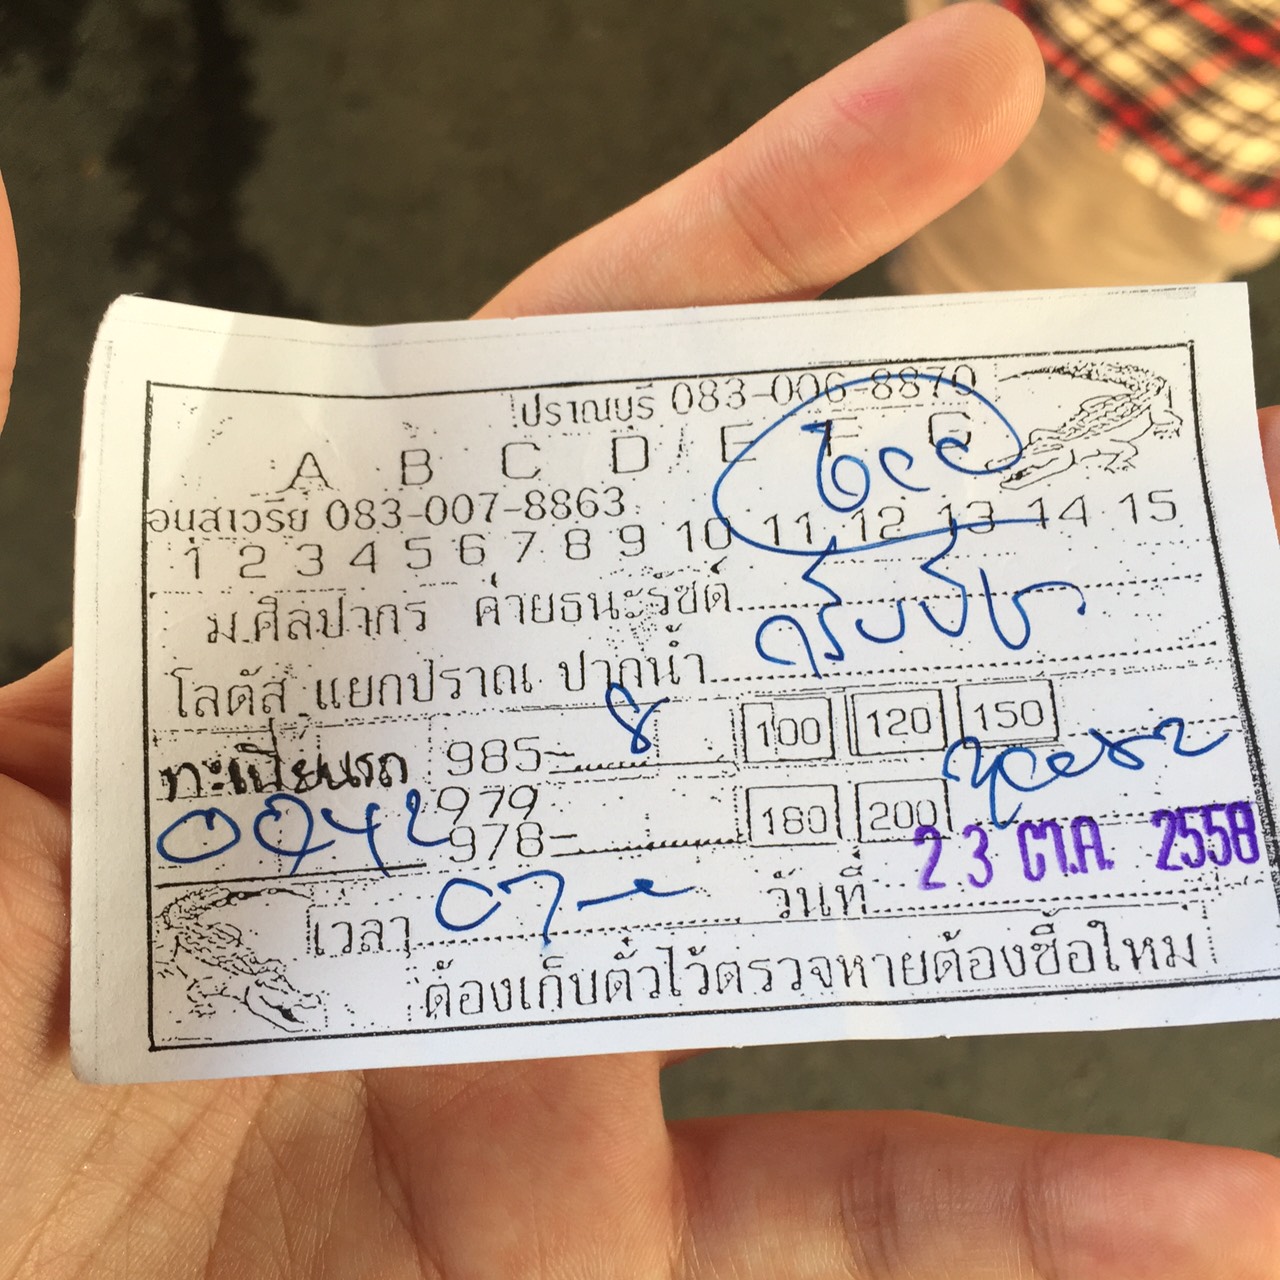 ปราณบุรี 083-006-8870
A B C D E F G
อนุสาวรีย์ 083-007-8863
1 2 3 4 5 6 7 8 9 10 11 12 13 14 15
ม.ศิลปากร ค่ายธนะรัชต์
โลตัส แยกปราณ ปากน้ำ
ทะเบียนรถ 985- 8 100 120 150
979
978- 180 200
เวลา วันที่ 23 ต.ค. 2558
ต้องเก็บตั๋วไว้ตรวจหายต้องซื้อใหม่